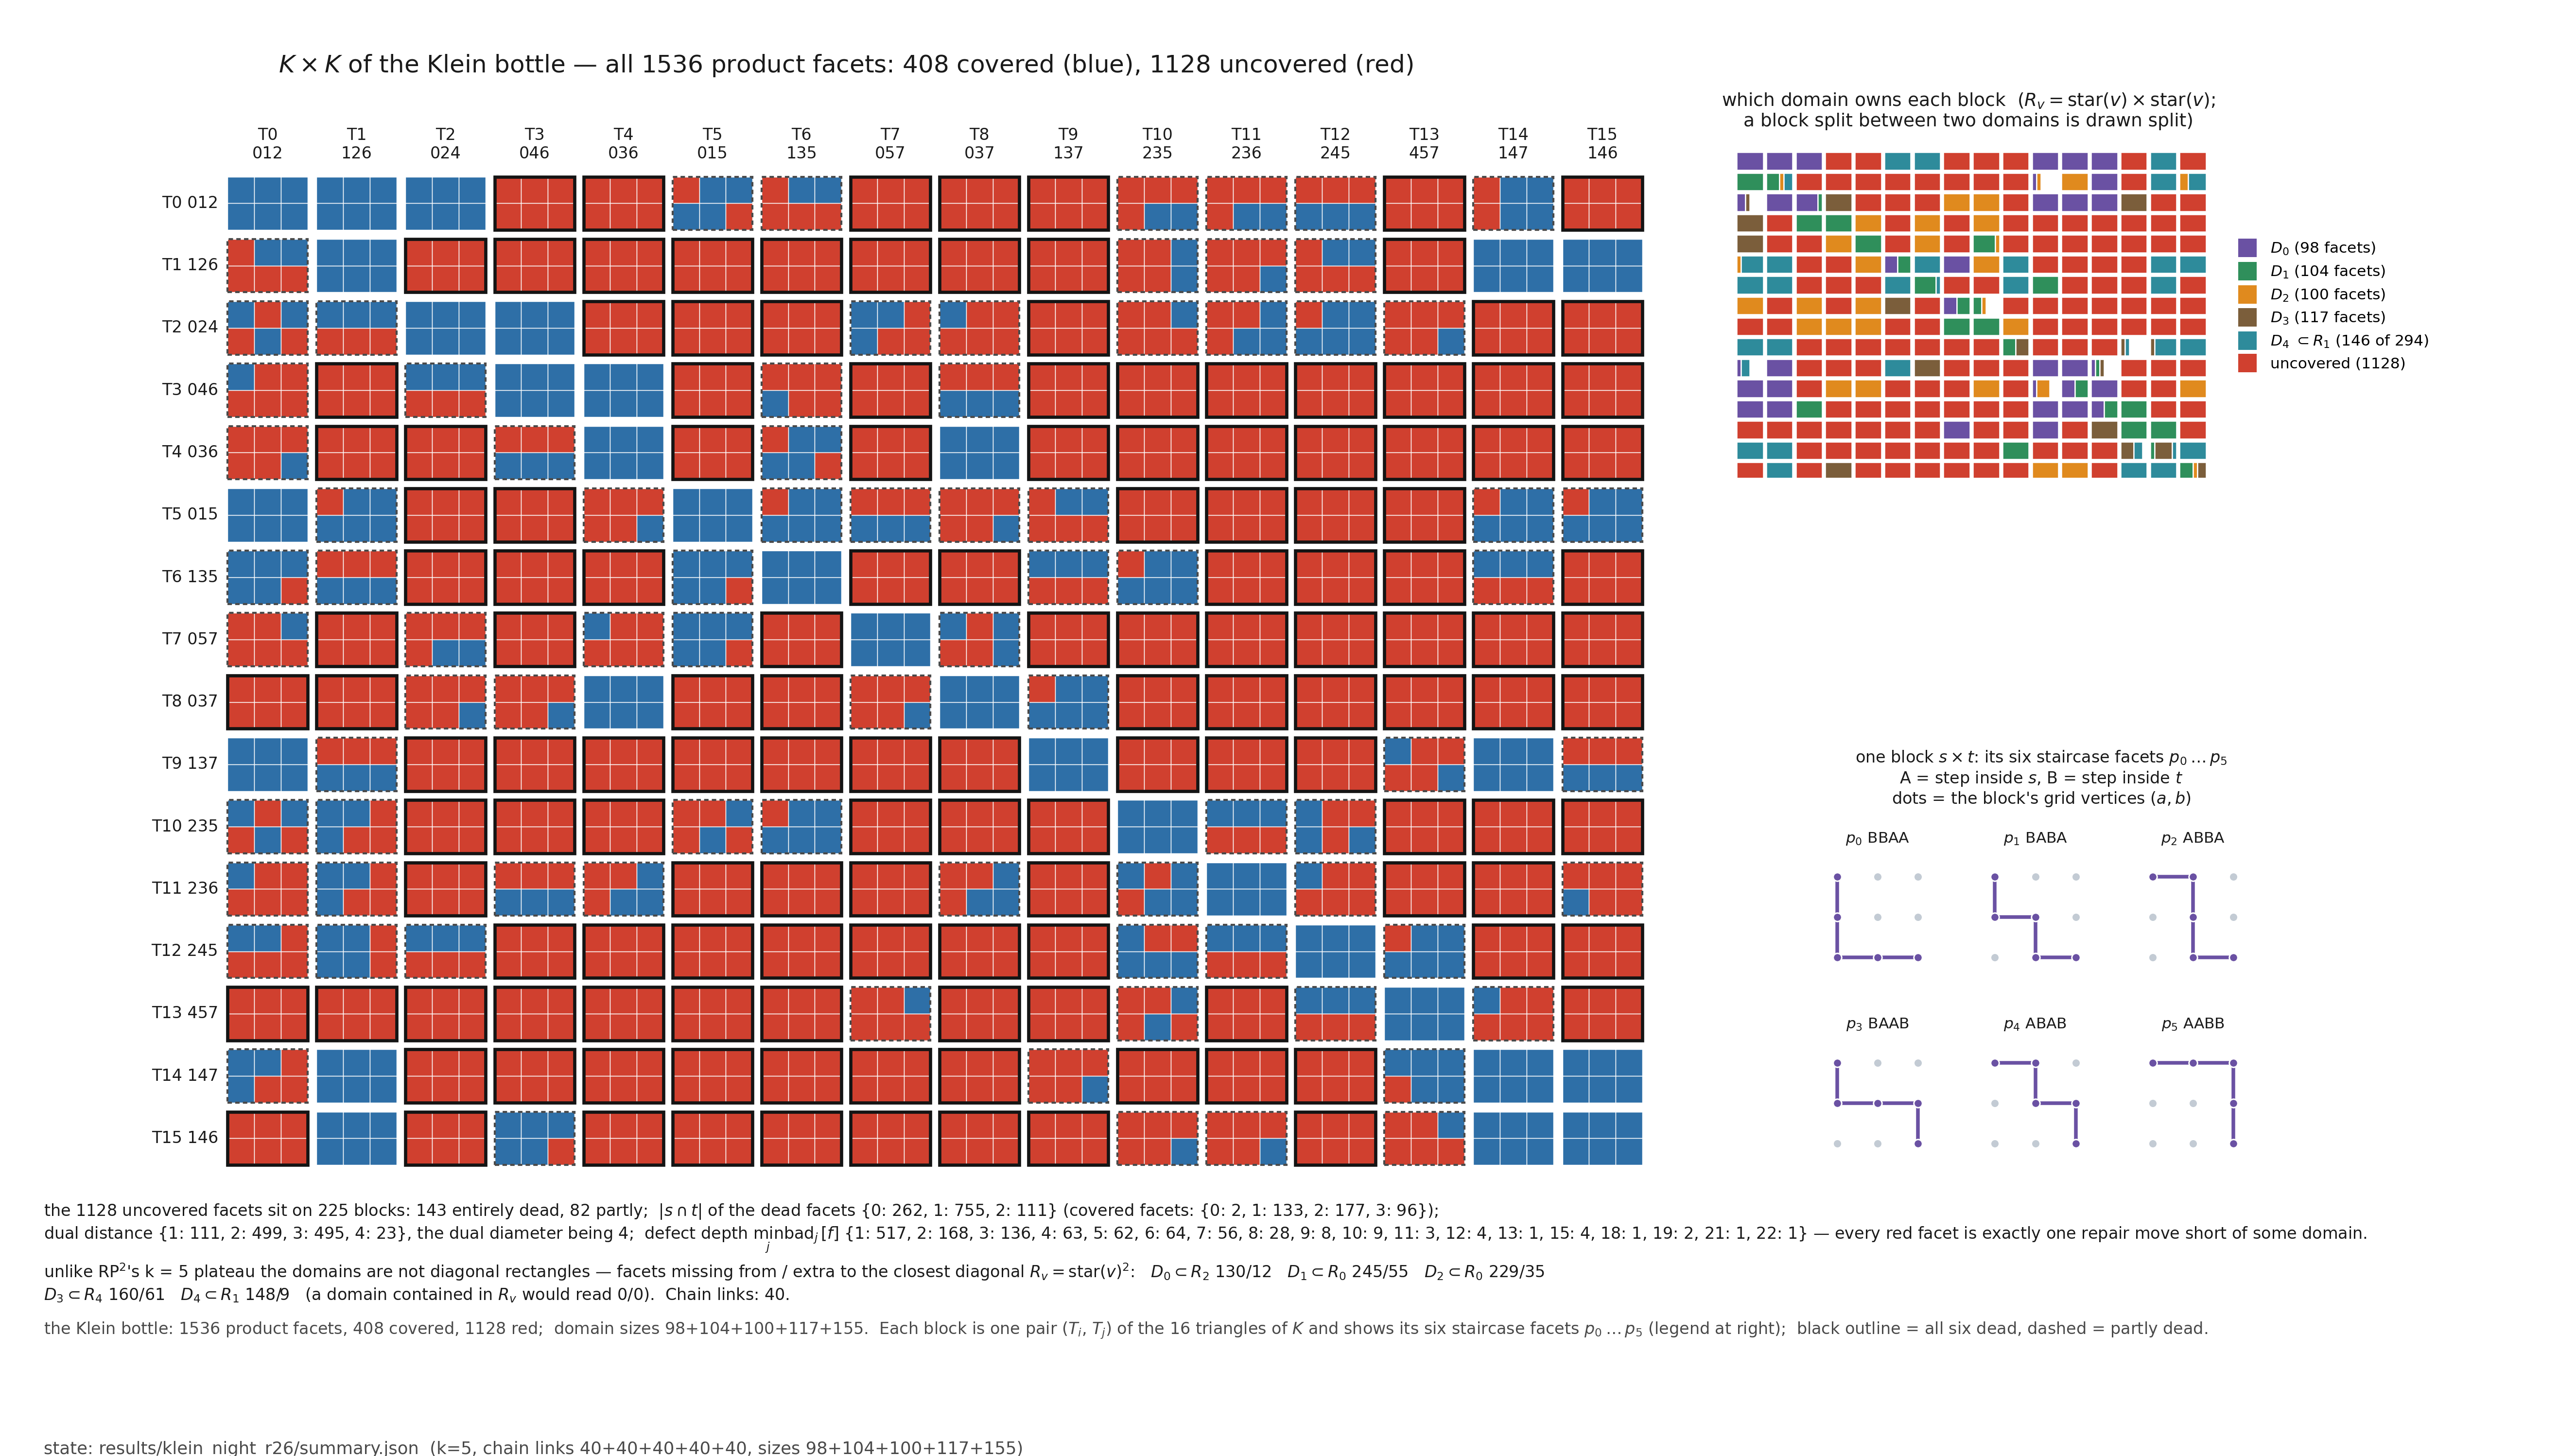 K × K of the Klein bottle — all 1536 product facets: 408 covered (blue), 1128 uncovered (red)
T0 T1 T2 T3 T4 T5 T6 T7 T8 T9 T10 T11 T12 T13 T14 T15
012 126 024 046 036 015 135 057 037 137 235 236 245 457 147 146
T0 012
T1 126
T2 024
T3 046
T4 036
T5 015
T6 135
T7 057
T8 037
T9 137
T10 235
T11 236
T12 245
T13 457
T14 147
T15 146
which domain owns each block (R_v = star(v) × star(v);
a block split between two domains is drawn split)
D_0 (98 facets)
D_1 (104 facets)
D_2 (100 facets)
D_3 (117 facets)
D_4 ⊂ R_1 (146 of 294)
uncovered (1128)
one block s × t: its six staircase facets p_0 … p_5
A = step inside s, B = step inside t
dots = the block's grid vertices (a, b)
p_0 BBAA p_1 BABA p_2 ABBA
p_3 BAAB p_4 ABAB p_5 AABB
the 1128 uncovered facets sit on 225 blocks: 143 entirely dead, 82 partly; |s ∩ t| of the dead facets {0: 262, 1: 755, 2: 111} (covered facets: {0: 2, 1: 133, 2: 177, 3: 96});
dual distance {1: 111, 2: 499, 3: 495, 4: 23}, the dual diameter being 4; defect depth min_j bad_j [f] {1: 517, 2: 168, 3: 136, 4: 63, 5: 62, 6: 64, 7: 56, 8: 28, 9: 8, 10: 9, 11: 3, 12: 4, 13: 1, 15: 4, 18: 1, 19: 2, 21: 1, 22: 1} — every red facet is exactly one repair move short of some domain.
unlike RP²'s k = 5 plateau the domains are not diagonal rectangles — facets missing from / extra to the closest diagonal R_v = star(v)²: D_0 ⊂ R_2 130/12 D_1 ⊂ R_0 245/55 D_2 ⊂ R_0 229/35
D_3 ⊂ R_4 160/61 D_4 ⊂ R_1 148/9 (a domain contained in R_v would read 0/0). Chain links: 40.
the Klein bottle: 1536 product facets, 408 covered, 1128 red; domain sizes 98+104+100+117+155. Each block is one pair (T_i, T_j) of the 16 triangles of K and shows its six staircase facets p_0 … p_5 (legend at right); black outline = all six dead, dashed = partly dead.
state: results/klein_night_r26/summary.json (k=5, chain links 40+40+40+40+40, sizes 98+104+100+117+155)